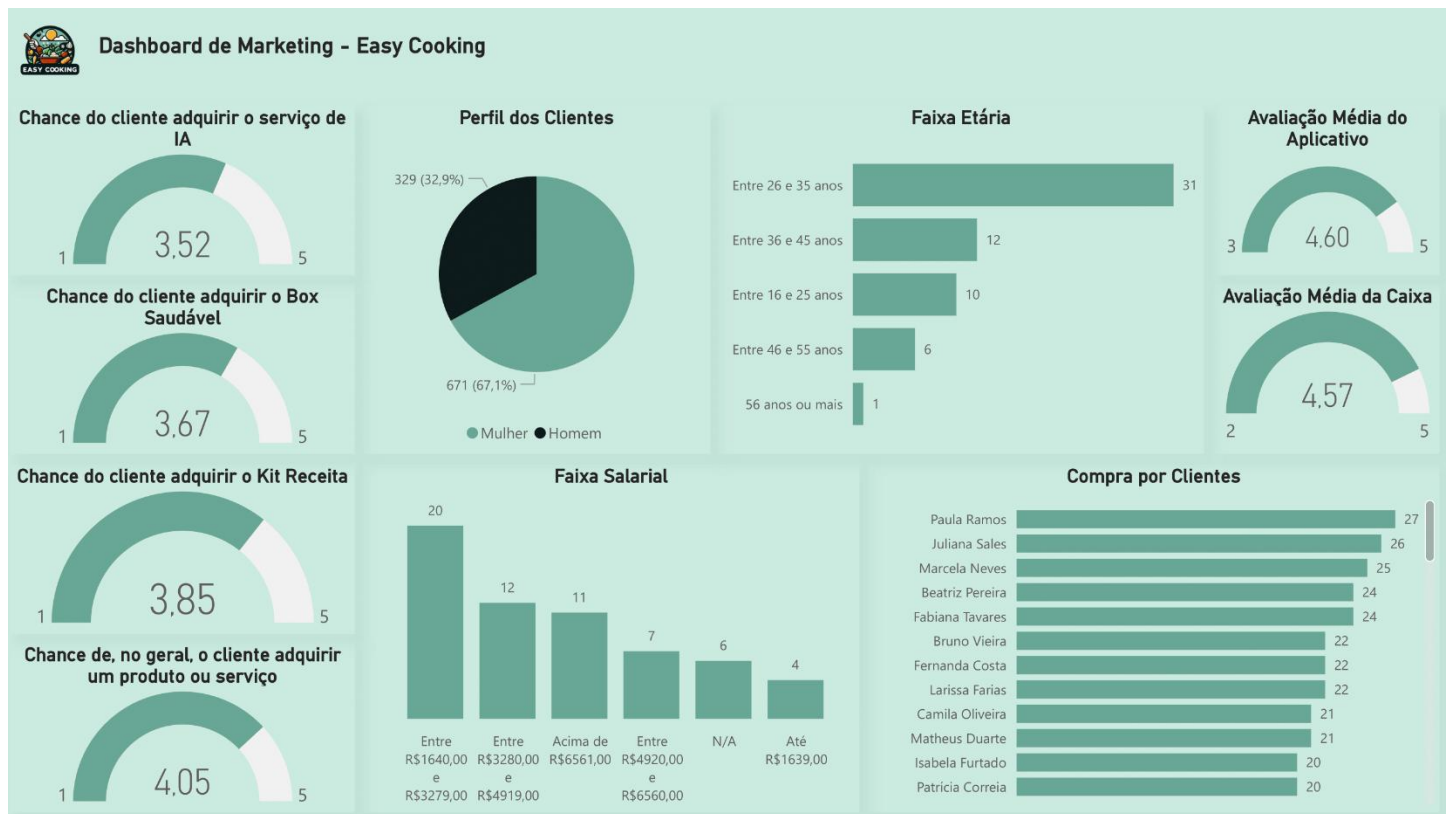 EASY COOKING
Dashboard de Marketing - Easy Cooking
Chance do cliente adquirir o serviço de
IA
3,52
1
5
Chance do cliente adquirir o Box
Saudável
3,67
1
5
Chance do cliente adquirir o Kit Receita
3,85
1
5
Chance de, no geral, o cliente adquirir
um produto ou serviço
4,05
1
5
Perfil dos Clientes
329 (32,9%)
671 (67,1%)
Mulher
Homem
Faixa Etária
Entre 26 e 35 anos
31
Entre 36 e 45 anos
12
Entre 16 e 25 anos
10
Entre 46 e 55 anos
6
56 anos ou mais
1
Avaliação Média do
Aplicativo
4,60
3
5
Avaliação Média da Caixa
4,57
2
5
Faixa Salarial
20
12
11
7
6
4
Entre
R$1640,00
e
R$3279,00
Entre
R$3280,00
e
R$4919,00
Acima de
R$6561,00
Entre
R$4920,00
e
R$6560,00
N/A
Até
R$1639,00
Compra por Clientes
Paula Ramos
27
Juliana Sales
26
Marcela Neves
25
Beatriz Pereira
24
Fabiana Tavares
24
Bruno Vieira
22
Fernanda Costa
22
Larissa Farias
22
Camila Oliveira
21
Matheus Duarte
21
Isabela Furtado
20
Patricia Correia
20